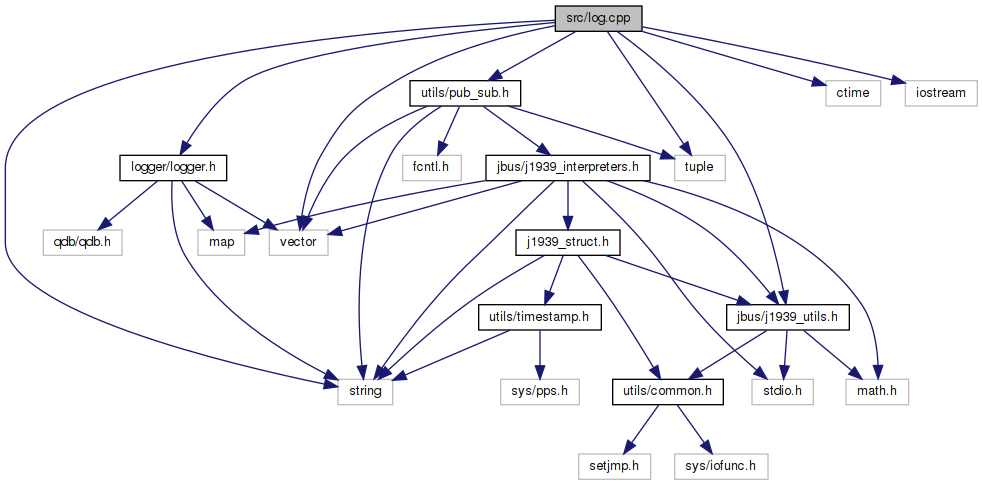 src/log.cpp
utils/pub_sub.h
ctime
iostream
logger/logger.h
fcntl.h
jbus/j1939_interpreters.h
tuple
qdb/qdb.h
map
vector
j1939_struct.h
utils/timestamp.h
jbus/j1939_utils.h
string
sys/pps.h
utils/common.h
stdio.h
math.h
setjmp.h
sys/iofunc.h